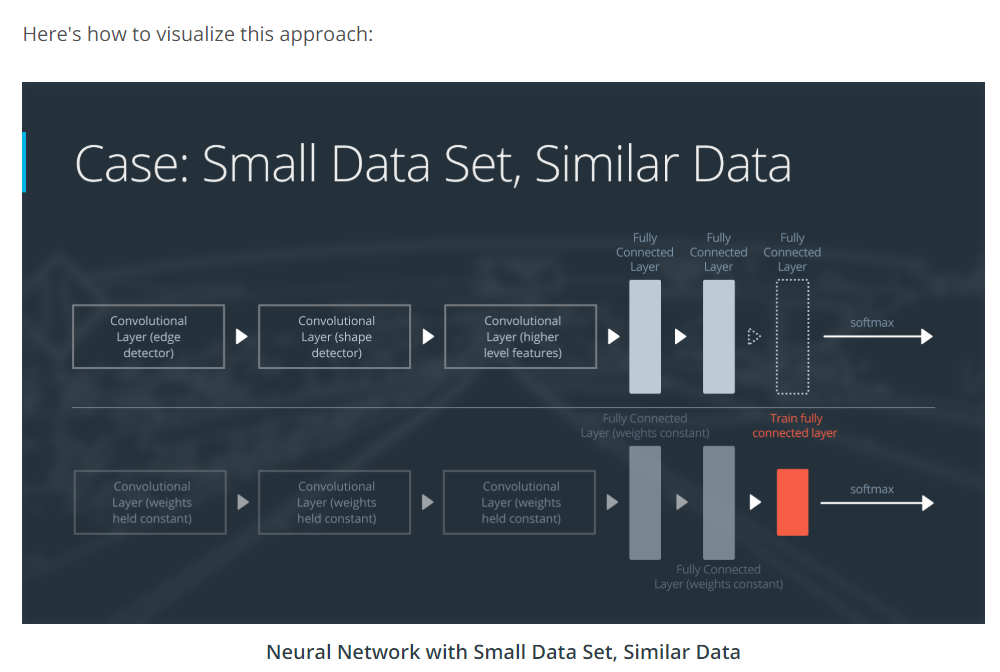 Here's how to visualize this approach:
Case: Small Data Set, Similar Data
Fully
Connected
Layer
Fully
Connected
Layer
Fully
Connected
Layer
Convolutional
Layer (edge
detector)
Convolutional
Layer (shape
detector)
Convolutional
Layer (higher
level features)
softmax
Fully Connected
Layer (weights constant)
Train fully
connected layer
Convolutional
Layer (weights
held constant)
Convolutional
Layer (weights
held constant)
Convolutional
Layer (weights
held constant)
softmax
Fully Connected
Layer (weights constant)
Neural Network with Small Data Set, Similar Data